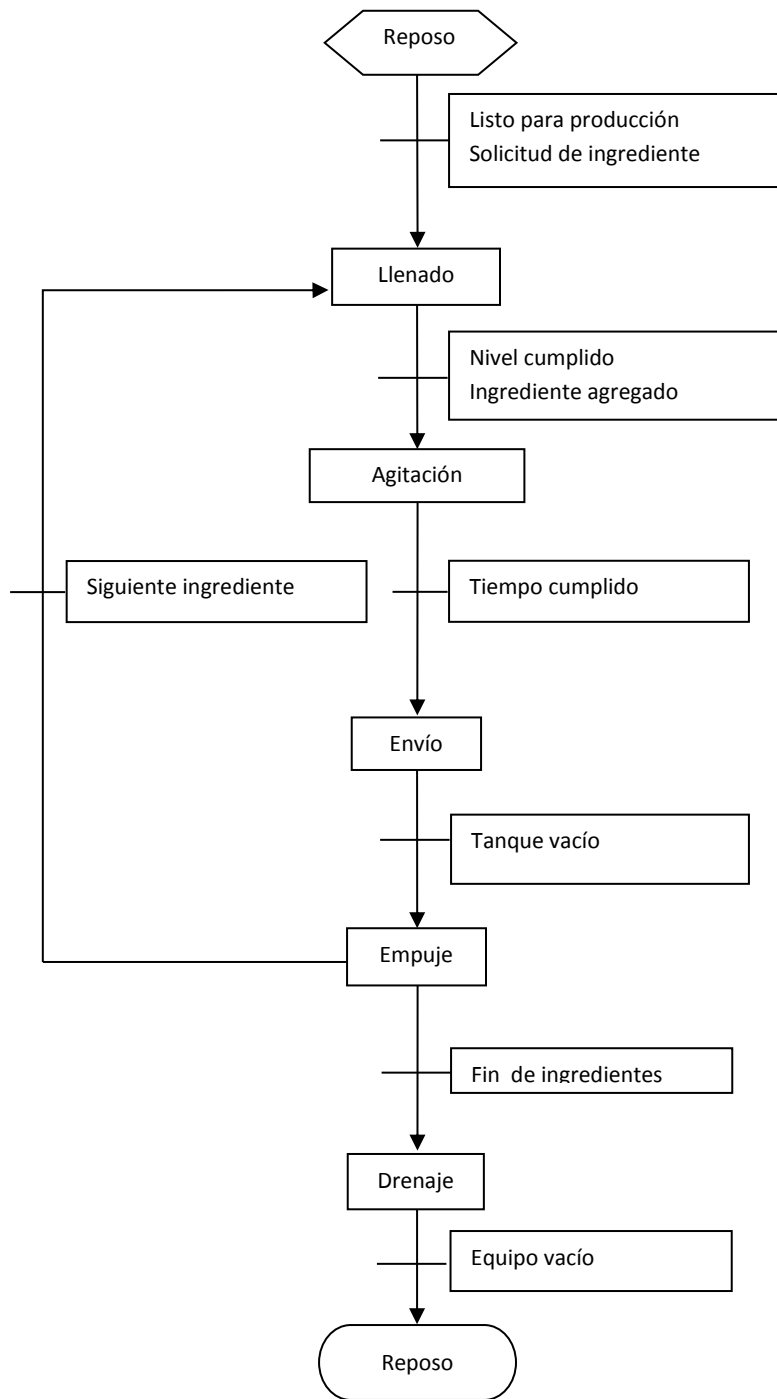 Reposo
Listo para producción
Solicitud de ingrediente
Llenado
Nivel cumplido
Ingrediente agregado
Agitación
Siguiente ingrediente
Tiempo cumplido
Envío
Tanque vacío
Empuje
Fin de ingredientes
Drenaje
Equipo vacío
Reposo